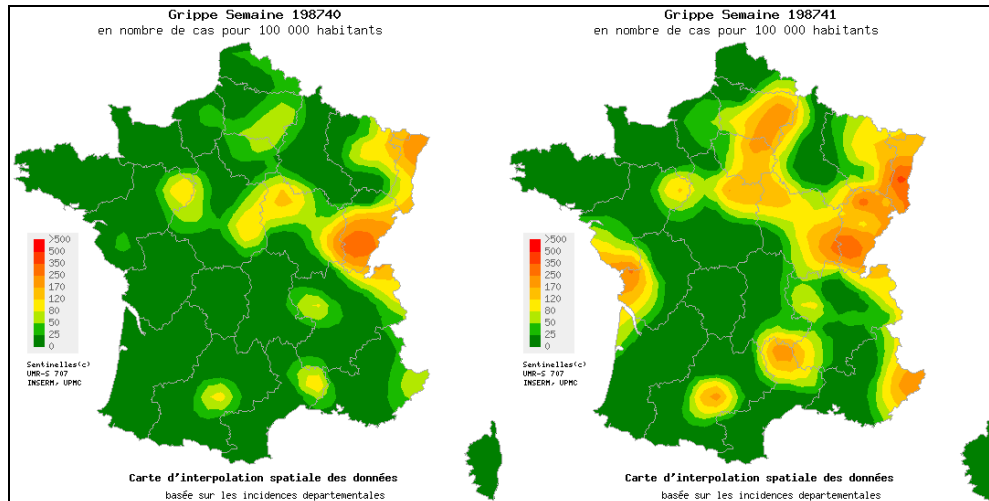 Grippe Semaine 198740
en nombre de cas pour 100 000 habitants
>500
500
350
250
170
120
80
50
25
0
Sentinelles(c)
UMR-S 707
INSERM, UPMC
Carte d'interpolation spatiale des données
basée sur les incidences departementales
Grippe Semaine 198741
en nombre de cas pour 100 000 habitants
>500
500
350
250
170
120
80
50
25
0
Sentinelles(c)
UMR-S 707
INSERM, UPMC
Carte d'interpolation spatiale des données
basée sur les incidences departementales